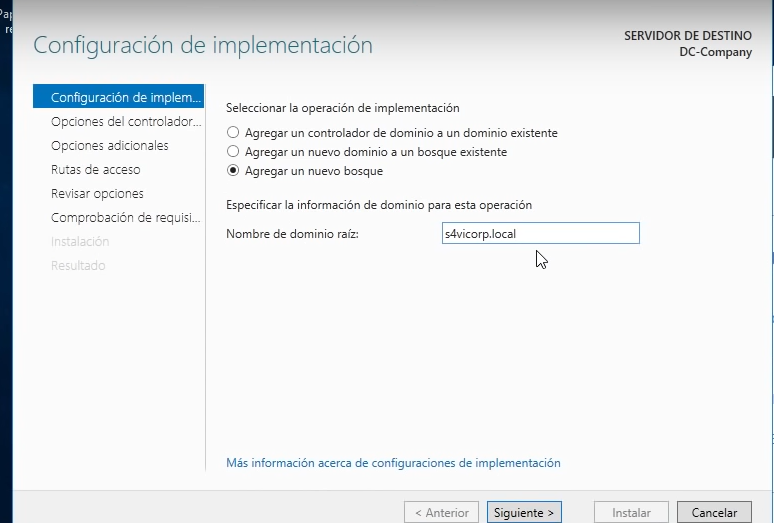 Configuración de implementación
SERVIDOR DE DESTINO
DC-Company
Configuración de implem...
Opciones del controlador...
Opciones adicionales
Rutas de acceso
Revisar opciones
Comprobación de requisi...
Instalación
Resultado
Seleccionar la operación de implementación
Agregar un controlador de dominio a un dominio existente
Agregar un nuevo dominio a un bosque existente
Agregar un nuevo bosque
Especificar la información de dominio para esta operación
Nombre de dominio raíz: s4vicorp.local
Más información acerca de configuraciones de implementación
< Anterior Siguiente > Instalar Cancelar